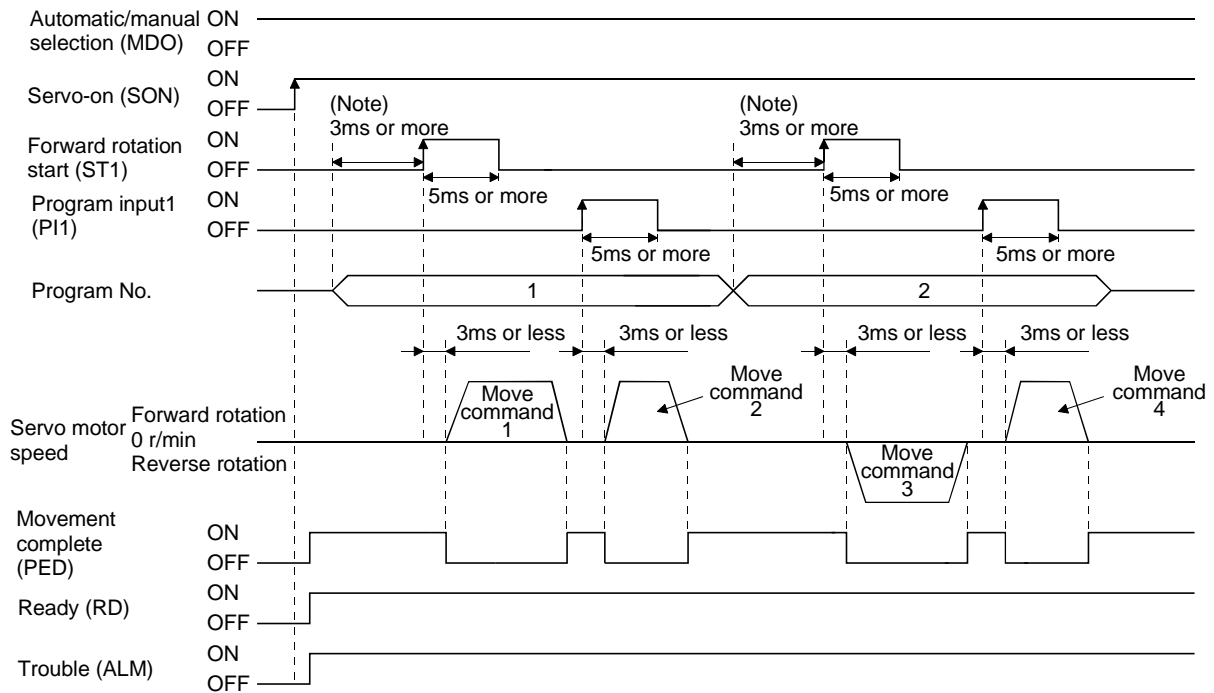 Automatic/manual ON
selection (MDO) OFF
ON
Servo-on (SON)
OFF
(Note)
3ms or more
(Note)
3ms or more
Forward rotation
start (ST1)
ON
OFF
5ms or more
5ms or more
Program input1
(PI1)
ON
OFF
5ms or more
5ms or more
Program No.
1
2
3ms or less
3ms or less
3ms or less
3ms or less
Servo motor
speed
Forward rotation
0 r/min
Reverse rotation
Move
command
1
Move
command
2
Move
command
3
Move
command
4
Movement
complete
(PED)
ON
OFF
Ready (RD)
ON
OFF
Trouble (ALM)
ON
OFF